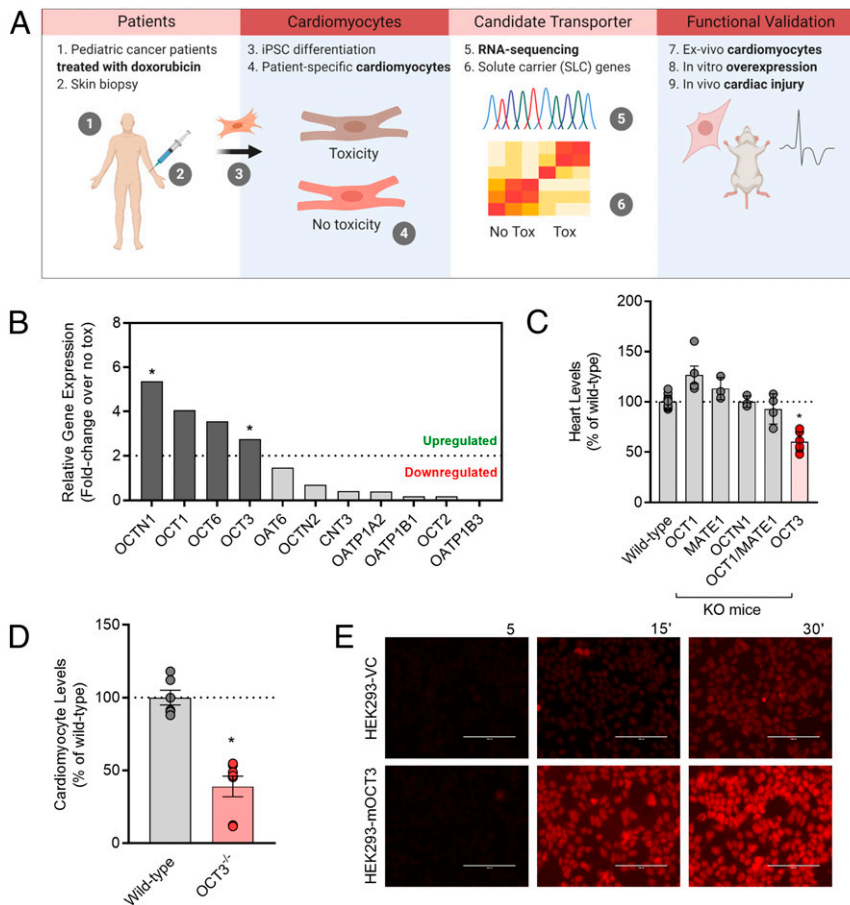 A
Patients
Cardiomyocytes
Candidate Transporter
Functional Validation
1. Pediatric cancer patients
treated with doxorubicin
2. Skin biopsy
3. iPSC differentiation
4. Patient-specific cardiomyocytes
5. RNA-sequencing
6. Solute carrier (SLC) genes
7. Ex-vivo cardiomyocytes
8. In vitro overexpression
9. In vivo cardiac injury
1
2
3
Toxicity
No toxicity
4
5
6
No Tox Tox
B
Relative Gene Expression
(Fold-change over no tox)
8
6
4
2
0
*
*
Upregulated
Downregulated
OCTN1
OCT1
OCT6
OCT3
OAT6
OCTN2
CNT3
OATP1A2
OATP1B1
OCT2
OATP1B3
C
Heart Levels
(% of wild-type)
200
150
100
50
0
*
Wild-type
OCT1
MATE1
OCTN1
OCT1/MATE1
OCT3
KO mice
D
Cardiomyocyte Levels
(% of wild-type)
150
100
50
0
*
Wild-type
OCT3-/-
E
5
15'
30'
HEK293-VC
HEK293-mOCT3